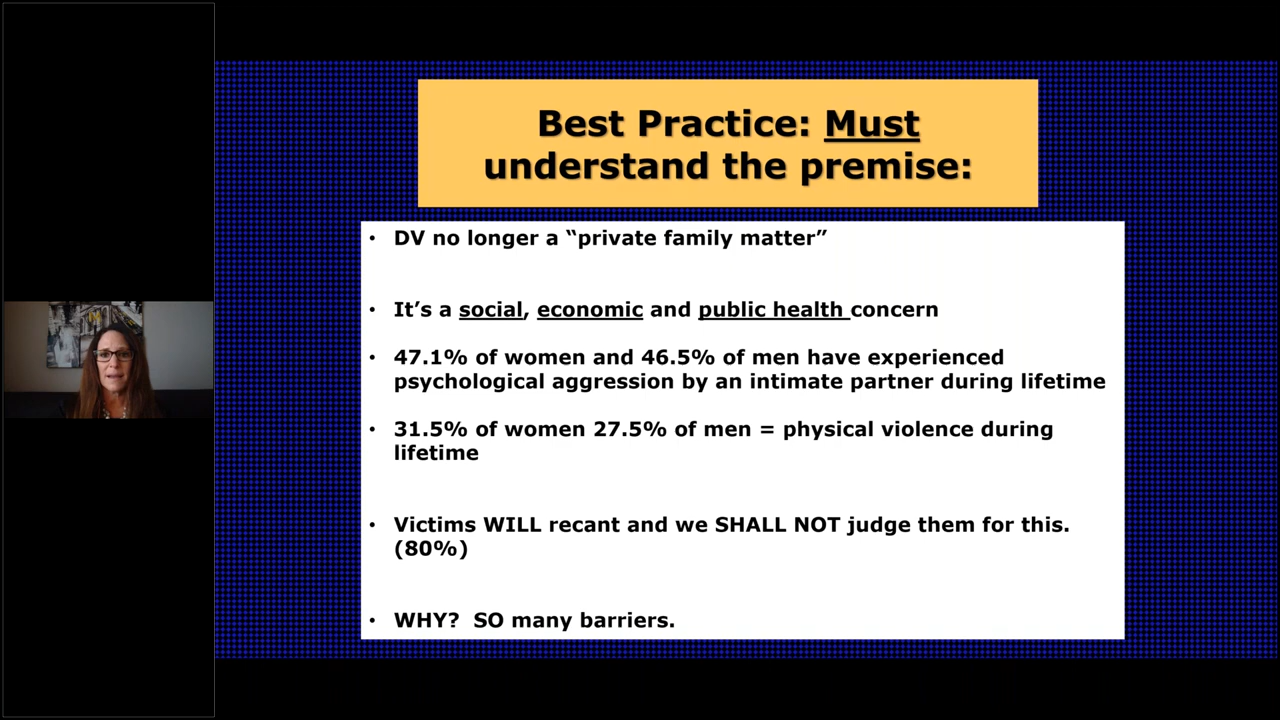 Best Practice: Must
understand the premise:
• DV no longer a “private family matter”
• It’s a social, economic and public health concern
• 47.1% of women and 46.5% of men have experienced
psychological aggression by an intimate partner during lifetime
• 31.5% of women 27.5% of men = physical violence during
lifetime
• Victims WILL recant and we SHALL NOT judge them for this.
(80%)
• WHY?  SO many barriers.